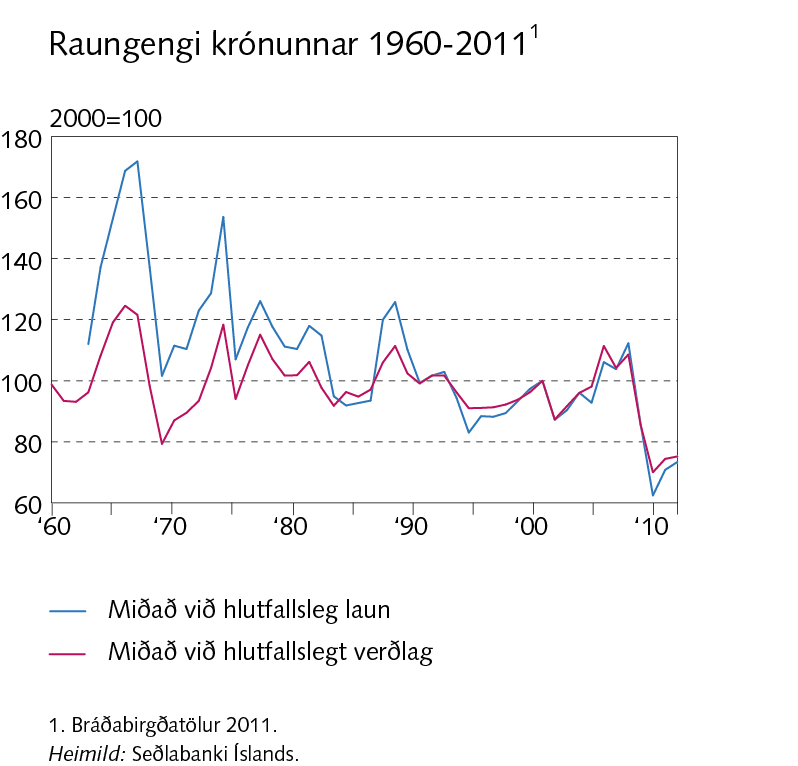 Raungengi krónunnar 1960-2011¹
2000=100
180
160
140
120
100
80
60
‘60 ‘70 ‘80 ‘90 ‘00 ‘10
Miðað við hlutfallsleg laun
Miðað við hlutfallslegt verðlag
1. Bráðabirgðatölur 2011.
Heimild: Seðlabanki Íslands.